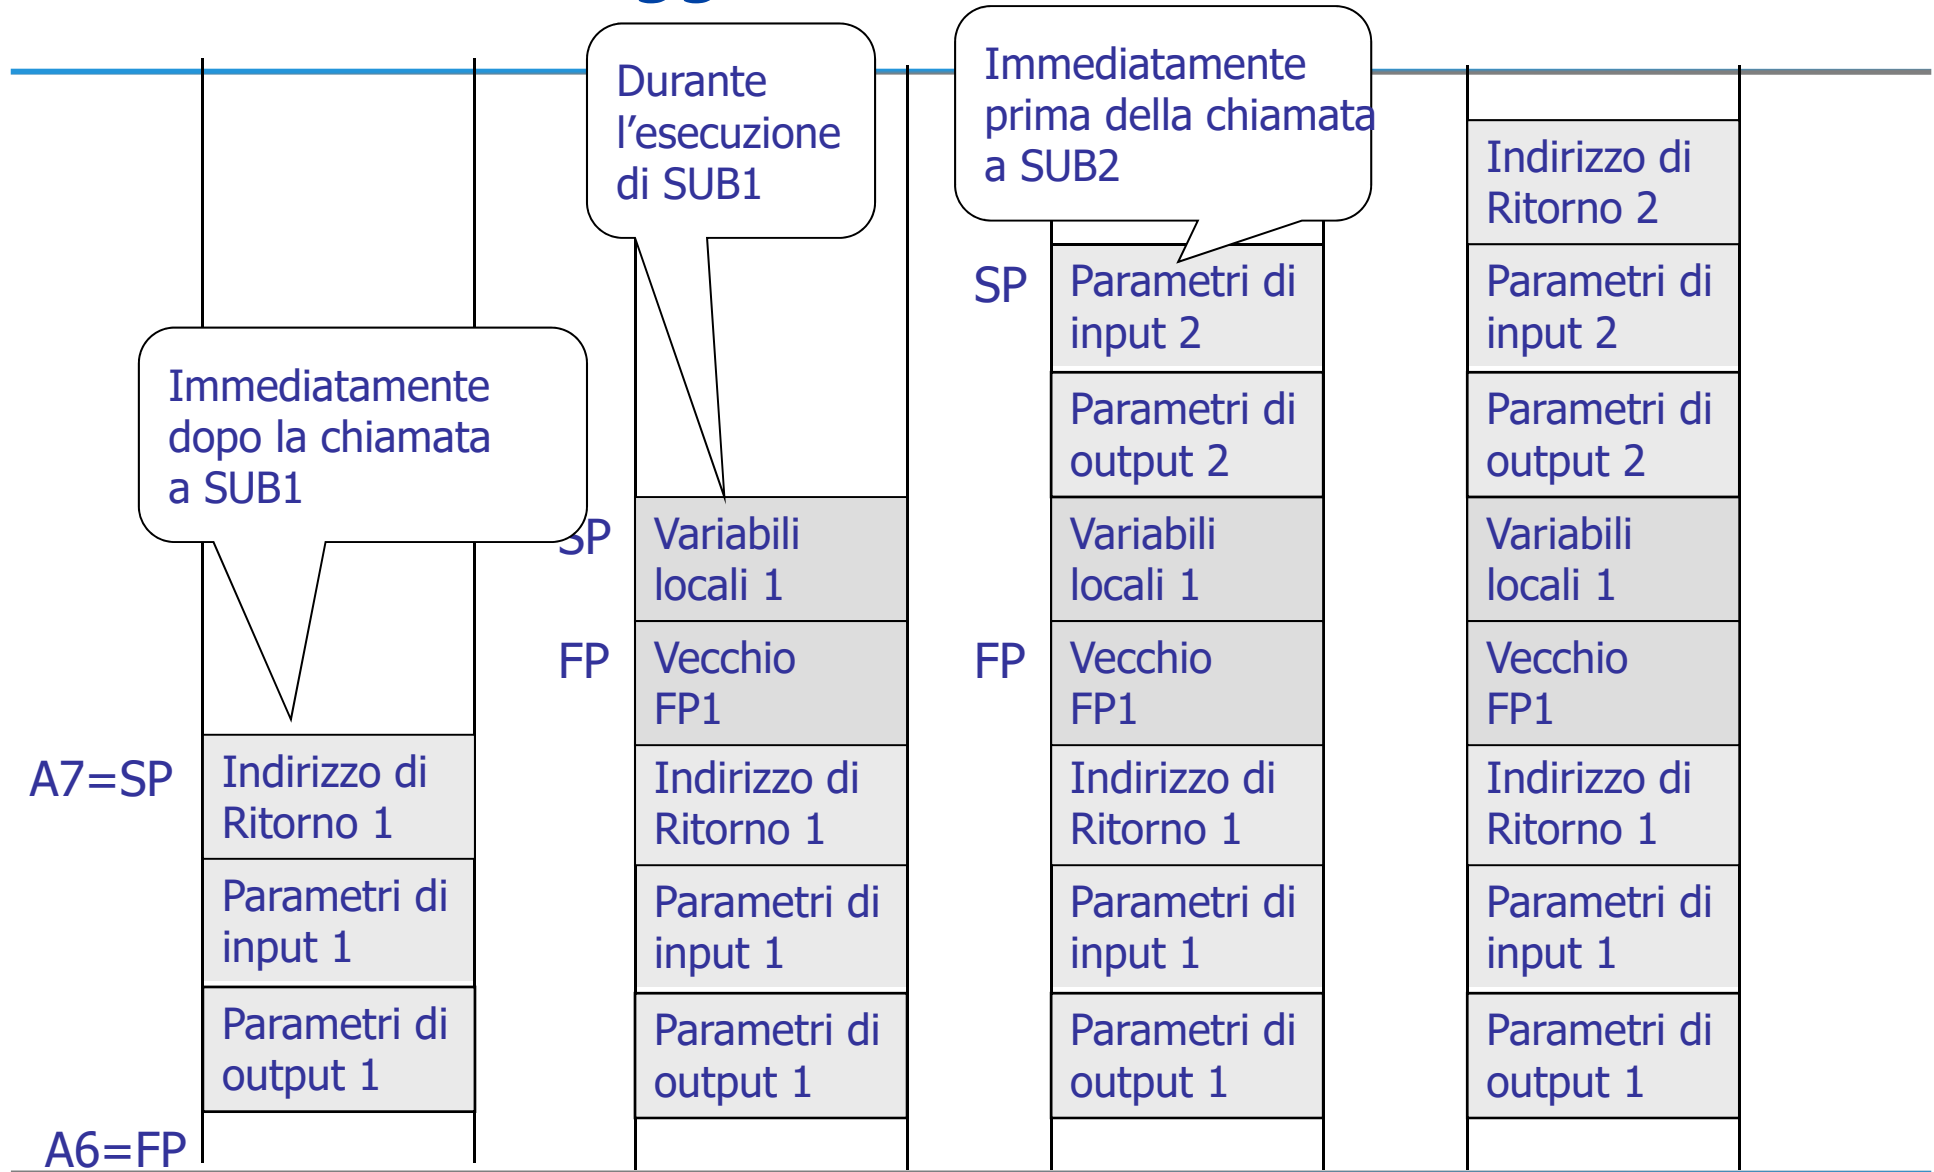 Durante
l’esecuzione
di SUB1
Immediatamente
prima della chiamata
a SUB2
Immediatamente
dopo la chiamata
a SUB1
A7=SP
Indirizzo di
Ritorno 1
Parametri di
input 1
Parametri di
output 1
A6=FP
SP
Variabili
locali 1
FP
Vecchio
FP1
Indirizzo di
Ritorno 1
Parametri di
input 1
Parametri di
output 1
SP
Parametri di
input 2
Parametri di
output 2
Variabili
locali 1
FP
Vecchio
FP1
Indirizzo di
Ritorno 1
Parametri di
input 1
Parametri di
output 1
Indirizzo di
Ritorno 2
Parametri di
input 2
Parametri di
output 2
Variabili
locali 1
Vecchio
FP1
Indirizzo di
Ritorno 1
Parametri di
input 1
Parametri di
output 1